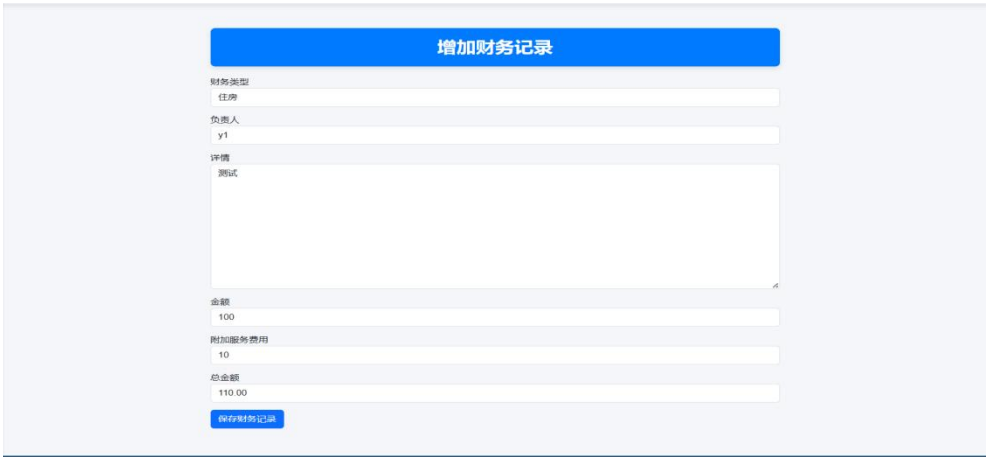 增加财务记录
财务类型
住房
负责人
y1
详情
测试
金额
100
附加服务费用
10
总金额
110.00
保存财务记录